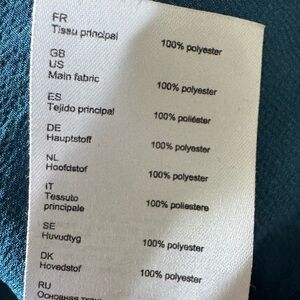 FR
Tissu principal 100% polyester
GB
US
Main fabric 100% polyester
ES
Tejido principal 100% poliéster
DE
Hauptstoff 100% polyester
NL
Hoofdstof 100% polyester
IT
Tessuto
principale 100% poliestere
SE
Huvudtyg 100% polyester
DK
Hovedstof 100% polyester
RU
Основная